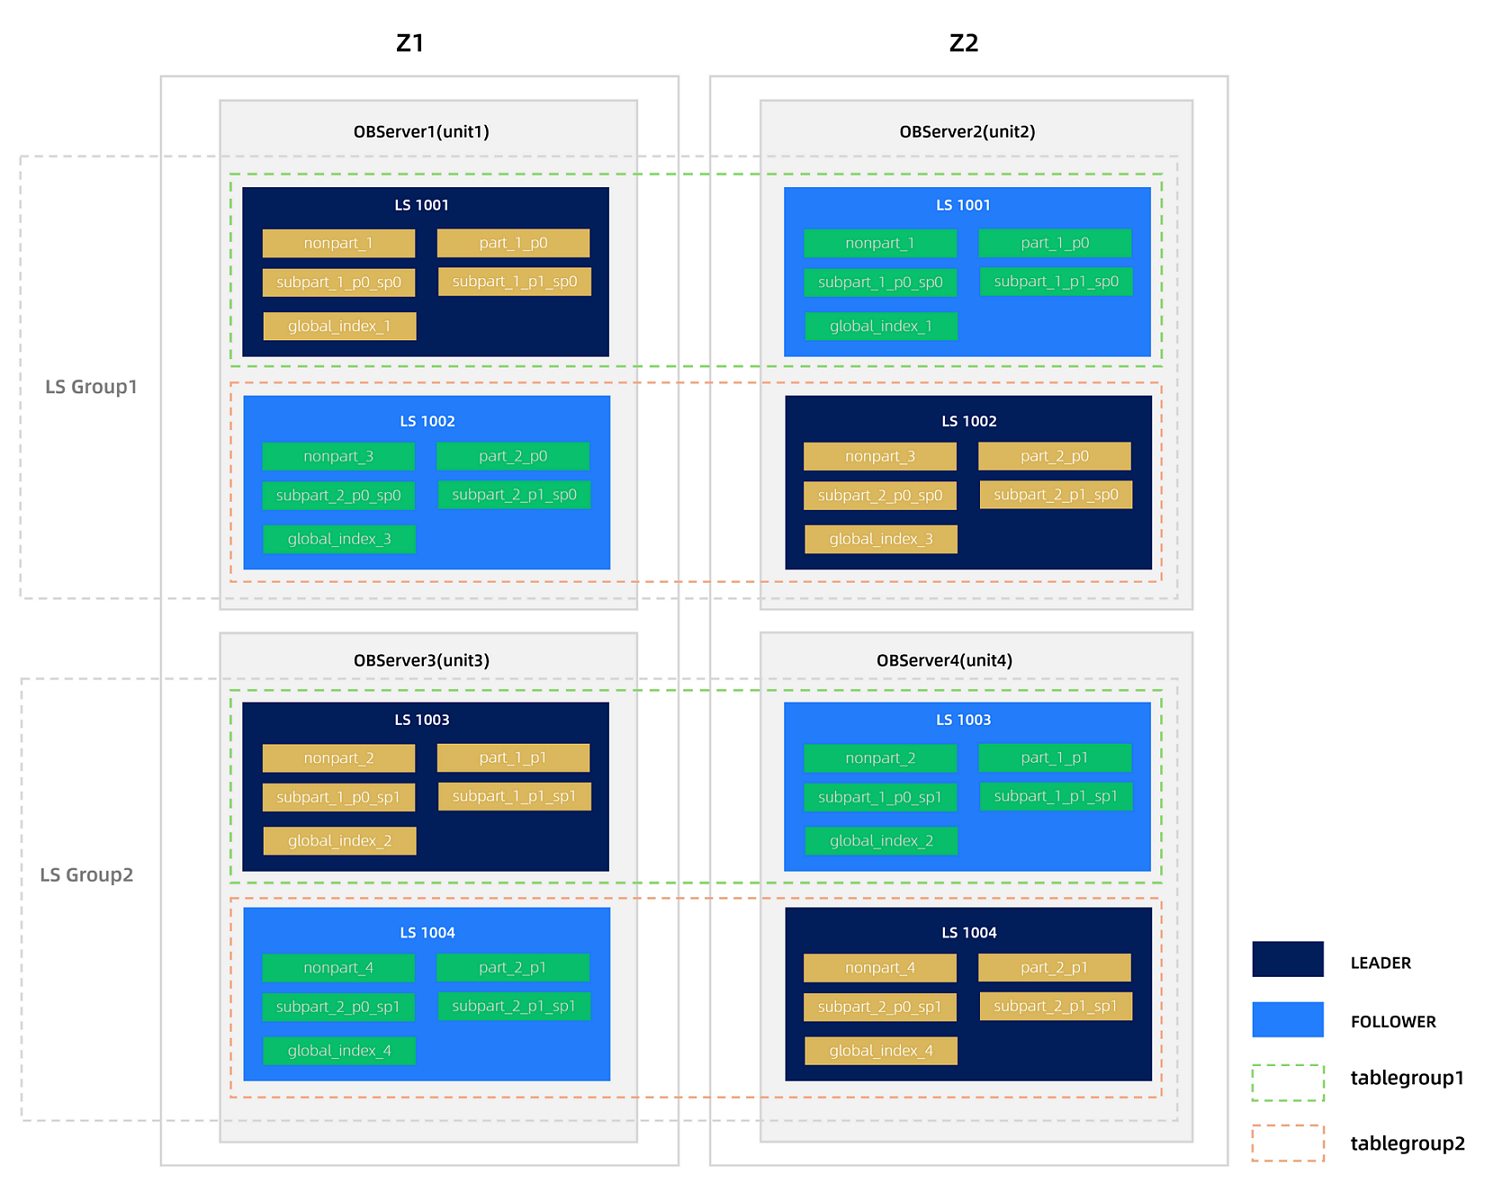 Z1
Z2
OBServer1(unit1)
OBServer2(unit2)
LS Group1
LS 1001
nonpart_1
part_1_p0
subpart_1_p0_sp0
subpart_1_p1_sp0
global_index_1
LS 1001
nonpart_1
part_1_p0
subpart_1_p0_sp0
subpart_1_p1_sp0
global_index_1
LS 1002
nonpart_3
part_2_p0
subpart_2_p0_sp0
subpart_2_p1_sp0
global_index_3
LS 1002
nonpart_3
part_2_p0
subpart_2_p0_sp0
subpart_2_p1_sp0
global_index_3
OBServer3(unit3)
OBServer4(unit4)
LS Group2
LS 1003
nonpart_2
part_1_p1
subpart_1_p0_sp1
subpart_1_p1_sp1
global_index_2
LS 1003
nonpart_2
part_1_p1
subpart_1_p0_sp1
subpart_1_p1_sp1
global_index_2
LS 1004
nonpart_4
part_2_p1
subpart_2_p0_sp1
subpart_2_p1_sp1
global_index_4
LS 1004
nonpart_4
part_2_p1
subpart_2_p0_sp1
subpart_2_p1_sp1
global_index_4
LEADER
FOLLOWER
tablegroup1
tablegroup2